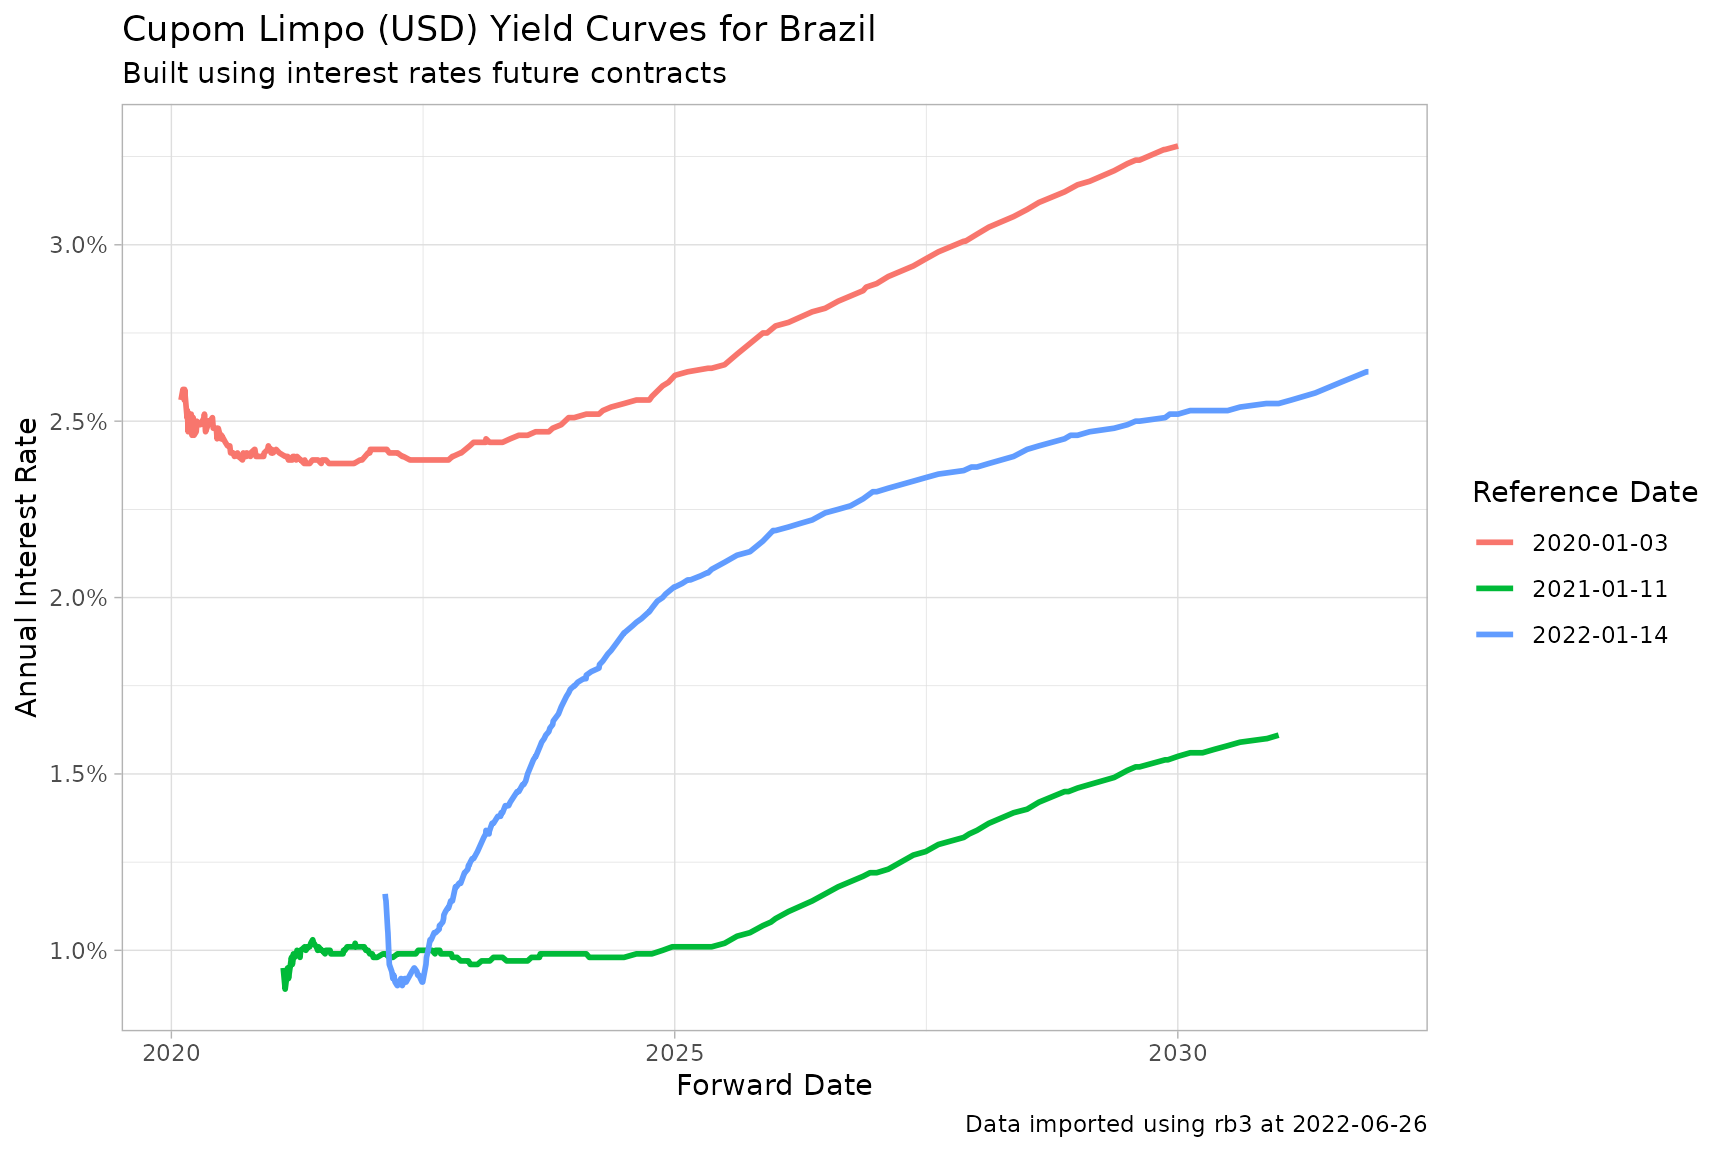 Cupom Limpo (USD) Yield Curves for Brazil
Built using interest rates future contracts
Annual Interest Rate
3.0%
2.5%
2.0%
1.5%
1.0%
2020
2025
2030
Forward Date
Reference Date
2020-01-03
2021-01-11
2022-01-14
Data imported using rb3 at 2022-06-26